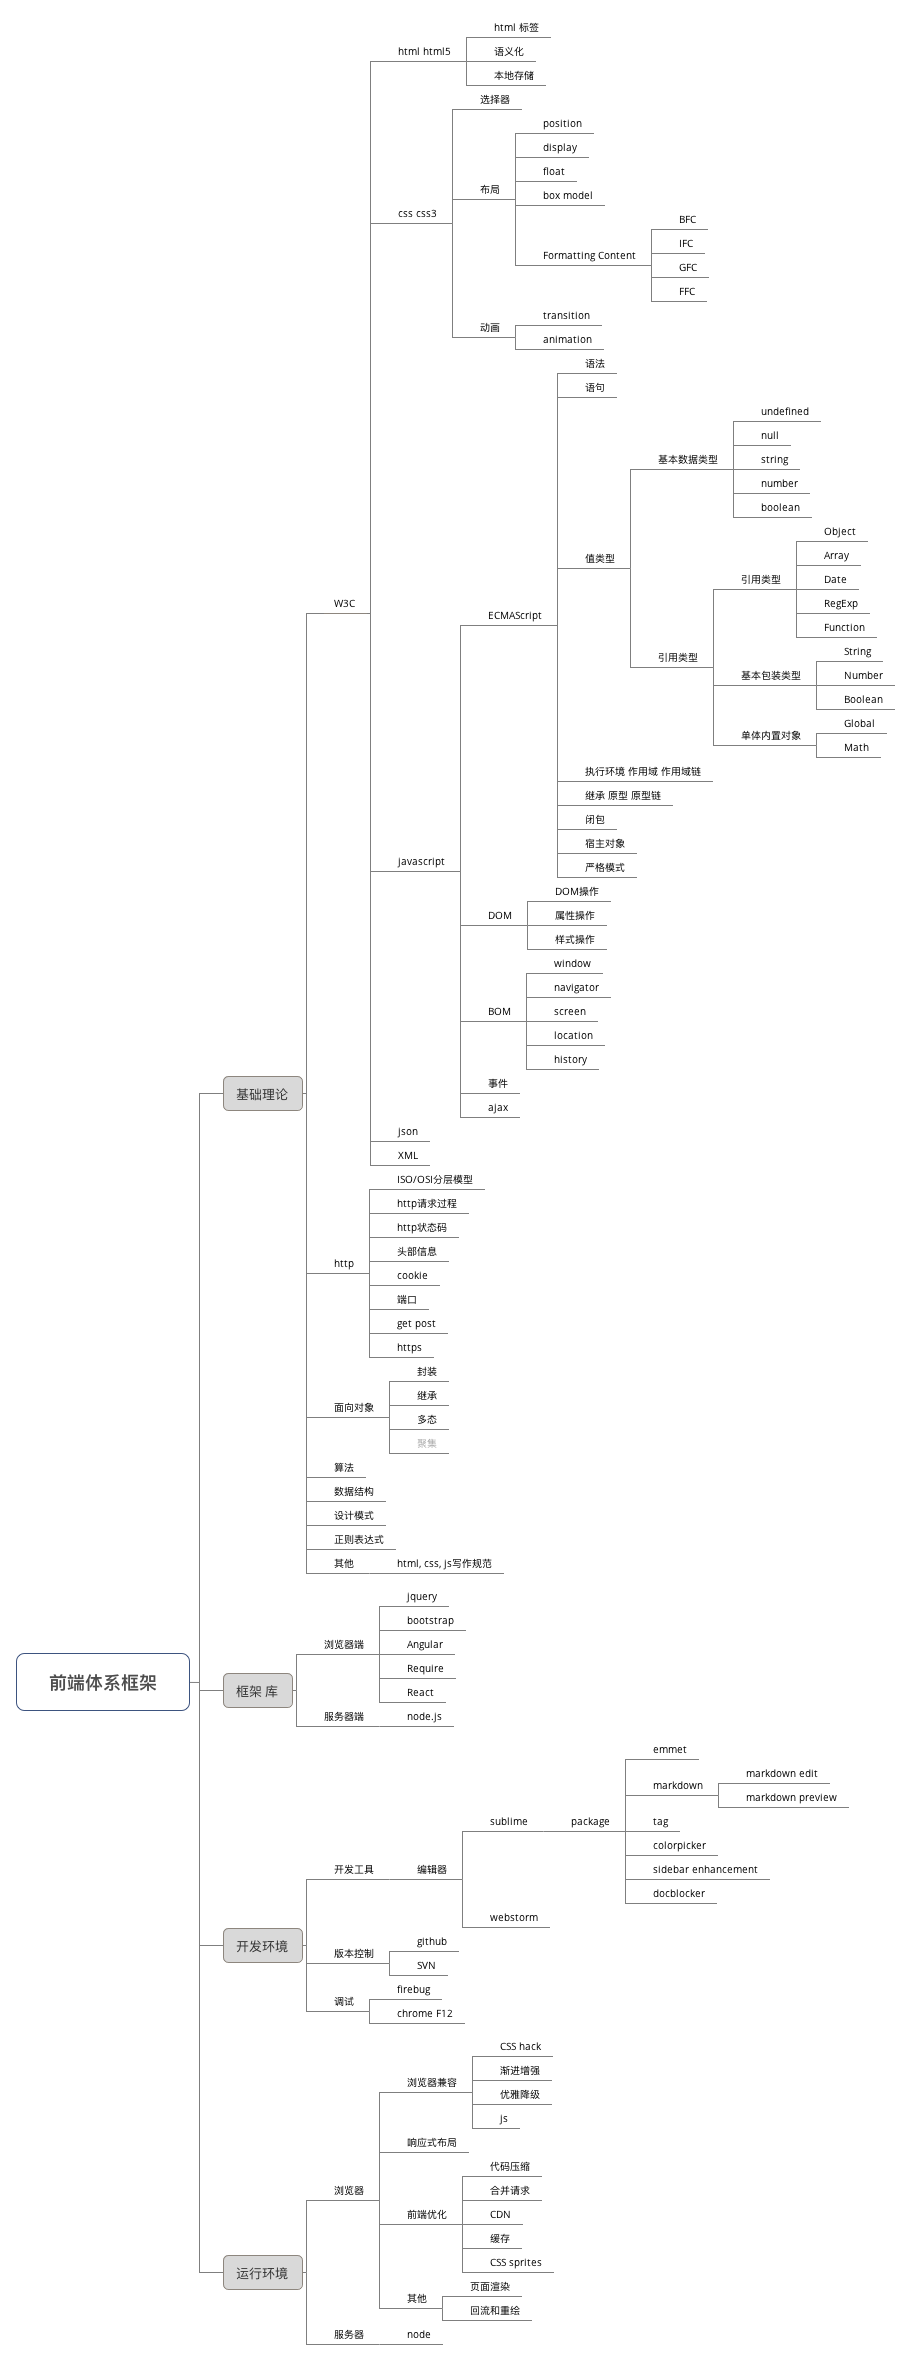 html 标签
html html5
语义化
本地存储
选择器
position
display
float
布局
box model
css css3
BFC
IFC
Formatting Content
GFC
FFC
transition
动画
animation
语法
语句
undefined
null
基本数据类型
string
number
boolean
Object
Array
值类型
引用类型
Date
W3C
RegExp
ECMAScript
Function
String
引用类型
基本包装类型
Number
Boolean
Global
单体内置对象
Math
执行环境 作用域 作用域链
继承 原型 原型链
闭包
宿主对象
javascript
严格模式
DOM操作
DOM
属性操作
样式操作
window
navigator
BOM
screen
location
history
事件
基础理论
ajax
json
XML
ISO/OSI分层模型
http请求过程
http状态码
头部信息
http
cookie
端口
get post
https
封装
继承
面向对象
多态
聚集
算法
数据结构
设计模式
正则表达式
其他
html, css, js写作规范
jquery
bootstrap
浏览器端
Angular
Require
前端体系框架
框架 库
React
服务器端
node.js
emmet
markdown edit
markdown
markdown preview
sublime
package
tag
colorpicker
开发工具
编辑器
sidebar enhancement
docblocker
webstorm
开发环境
github
版本控制
SVN
firebug
调试
chrome F12
CSS hack
渐进增强
浏览器兼容
优雅降级
js
响应式布局
代码压缩
浏览器
合并请求
前端优化
CDN
缓存
CSS sprites
运行环境
页面渲染
其他
回流和重绘
服务器
node